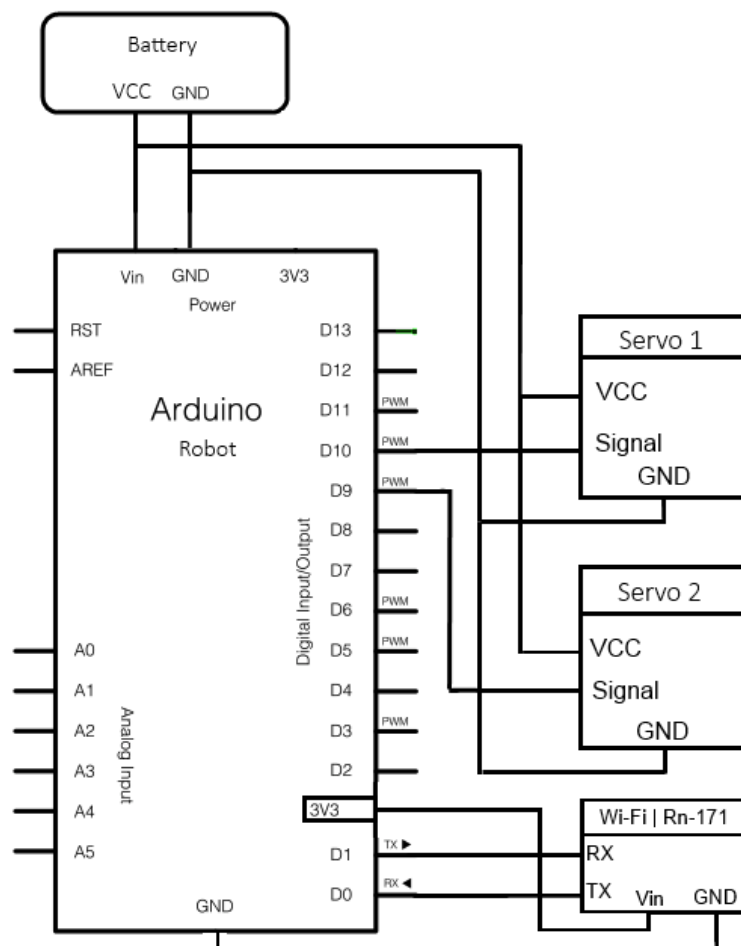 Battery
VCC GND
Vin GND 3V3
Power
RST D13
AREF D12
Arduino
Robot
D11 PWM
D10 PWM
D9 PWM
D8
D7
D6 PWM
D5 PWM
D4
D3 PWM
D2
Digital Input/Output
A0
A1
A2
A3
A4
A5
Analog Input
3V3
D1 TX ►
D0 RX ◄
GND
Servo 1
VCC
Signal
GND
Servo 2
VCC
Signal
GND
Wi-Fi | Rn-171
RX
TX
Vin GND